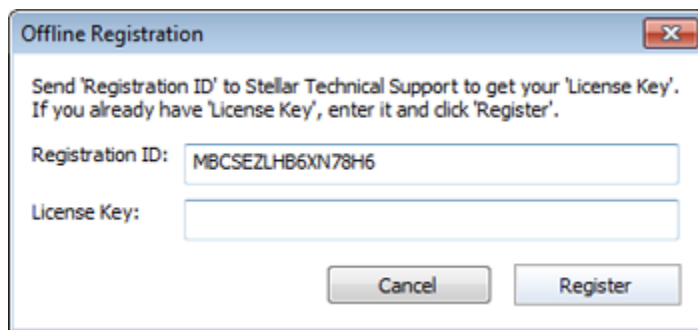 Offline Registration
Send 'Registration ID' to Stellar Technical Support to get your 'License Key'.
If you already have 'License Key', enter it and click 'Register'.
Registration ID: MBCSEZLHB6XN78H6
License Key:
Cancel Register